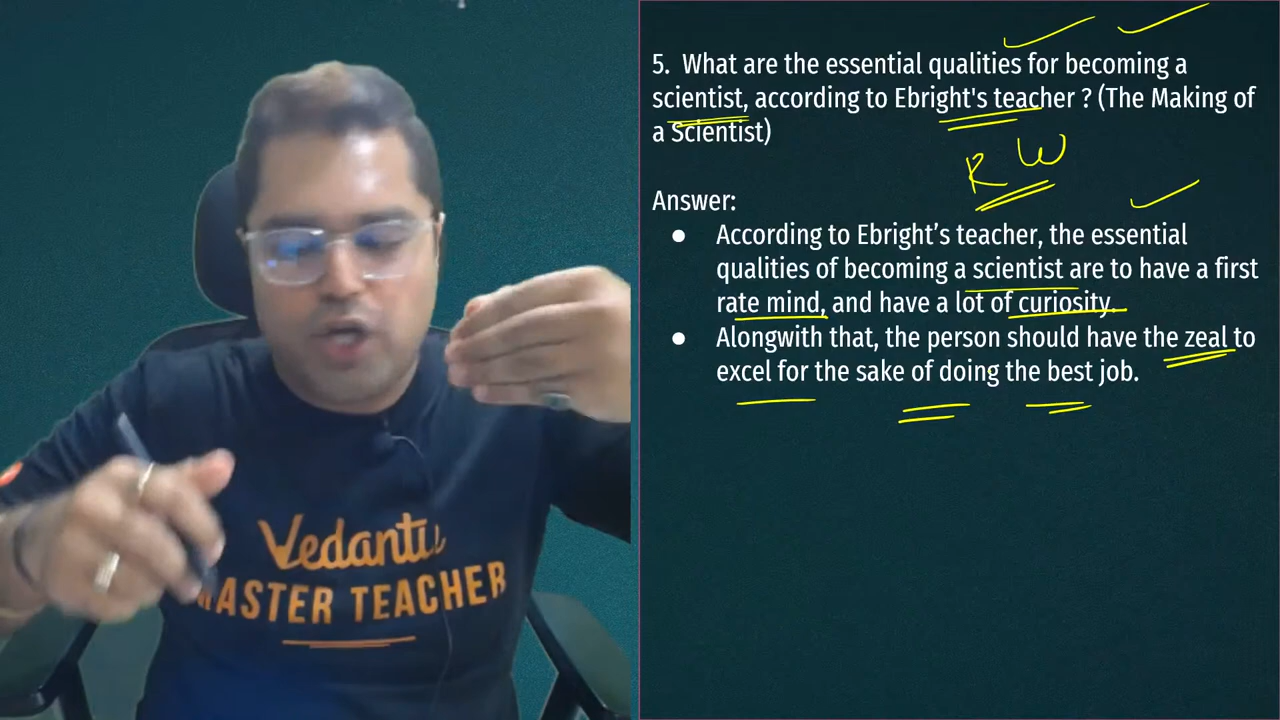 5. What are the essential qualities for becoming a
scientist, according to Ebright's teacher ? (The Making of
a Scientist)
R W
Answer:
● According to Ebright’s teacher, the essential
qualities of becoming a scientist are to have a first
rate mind, and have a lot of curiosity.
● Alongwith that, the person should have the zeal to
excel for the sake of doing the best job.
Vedantu
MASTER TEACHER